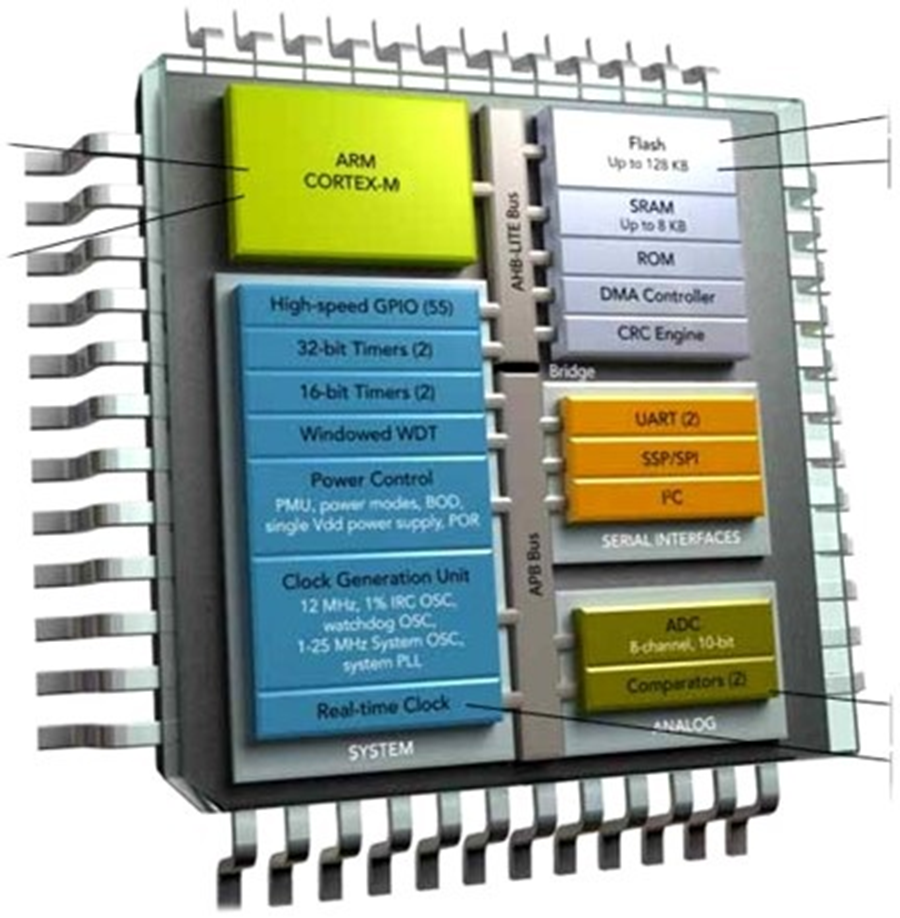 ARM
CORTEX-M
AHB-LITE Bus
Flash
Up to 128 KB
SRAM
Up to 8 KB
ROM
DMA Controller
CRC Engine
Bridge
High-speed GPIO (55)
32-bit Timers (2)
16-bit Timers (2)
Windowed WDT
Power Control
PMU, power modes, BOD,
single Vdd power supply, POR
Clock Generation Unit
12 MHz, 1% IRC OSC,
watchdog OSC,
1-25 MHz System OSC,
system PLL
Real-time Clock
SYSTEM
APB Bus
UART (2)
SSP/SPI
I²C
SERIAL INTERFACES
ADC
8-channel, 10-bit
Comparators (2)
ANALOG